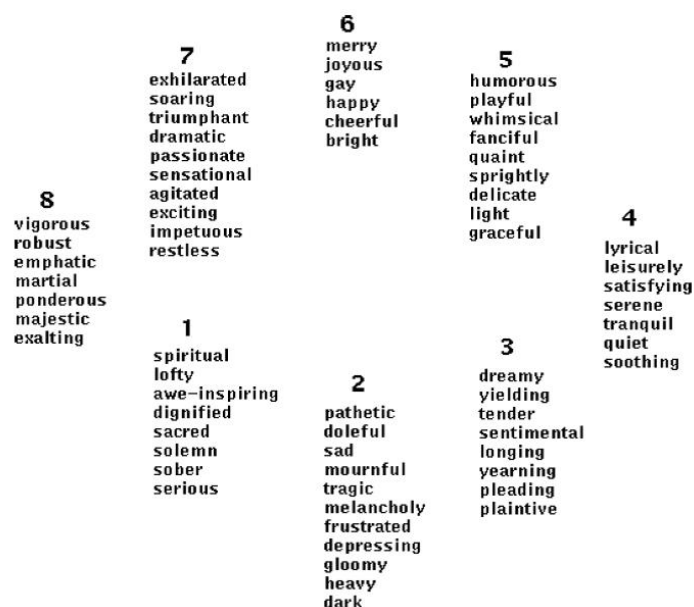 6
merry
joyous
gay
happy
cheerful
bright
7
exhilarated
soaring
triumphant
dramatic
passionate
sensational
agitated
exciting
impetuous
restless
5
humorous
playful
whimsical
fanciful
quaint
sprightly
delicate
light
graceful
8
vigorous
robust
emphatic
martial
ponderous
majestic
exalting
4
lyrical
leisurely
satisfying
serene
tranquil
quiet
soothing
1
spiritual
lofty
awe-inspiring
dignified
sacred
solemn
sober
serious
2
pathetic
doleful
sad
mournful
tragic
melancholy
frustrated
depressing
gloomy
heavy
dark
3
dreamy
yielding
tender
sentimental
longing
yearning
pleading
plaintive